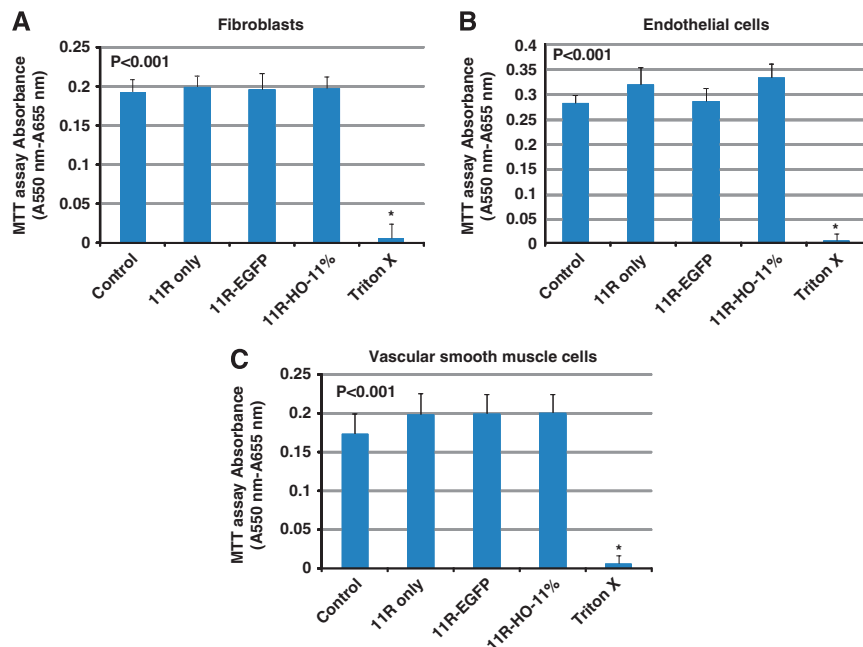 A
Fibroblasts
MTT assay Absorbance
(A550 nm-A655 nm)
0.25
0.2
0.15
0.1
0.05
0
P<0.001
*
Control
11R only
11R-EGFP
11R-HO-11%
Triton X
B
Endothelial cells
MTT assay Absorbance
(A550 nm-A655 nm)
0.4
0.35
0.3
0.25
0.2
0.15
0.1
0.05
0
P<0.001
*
Control
11R only
11R-EGFP
11R-HO-11%
Triton X
C
Vascular smooth muscle cells
MTT assay Absorbance
(A550 nm-A655 nm)
0.25
0.2
0.15
0.1
0.05
0
P<0.001
*
Control
11R only
11R-EGFP
11R-HO-11%
Triton X